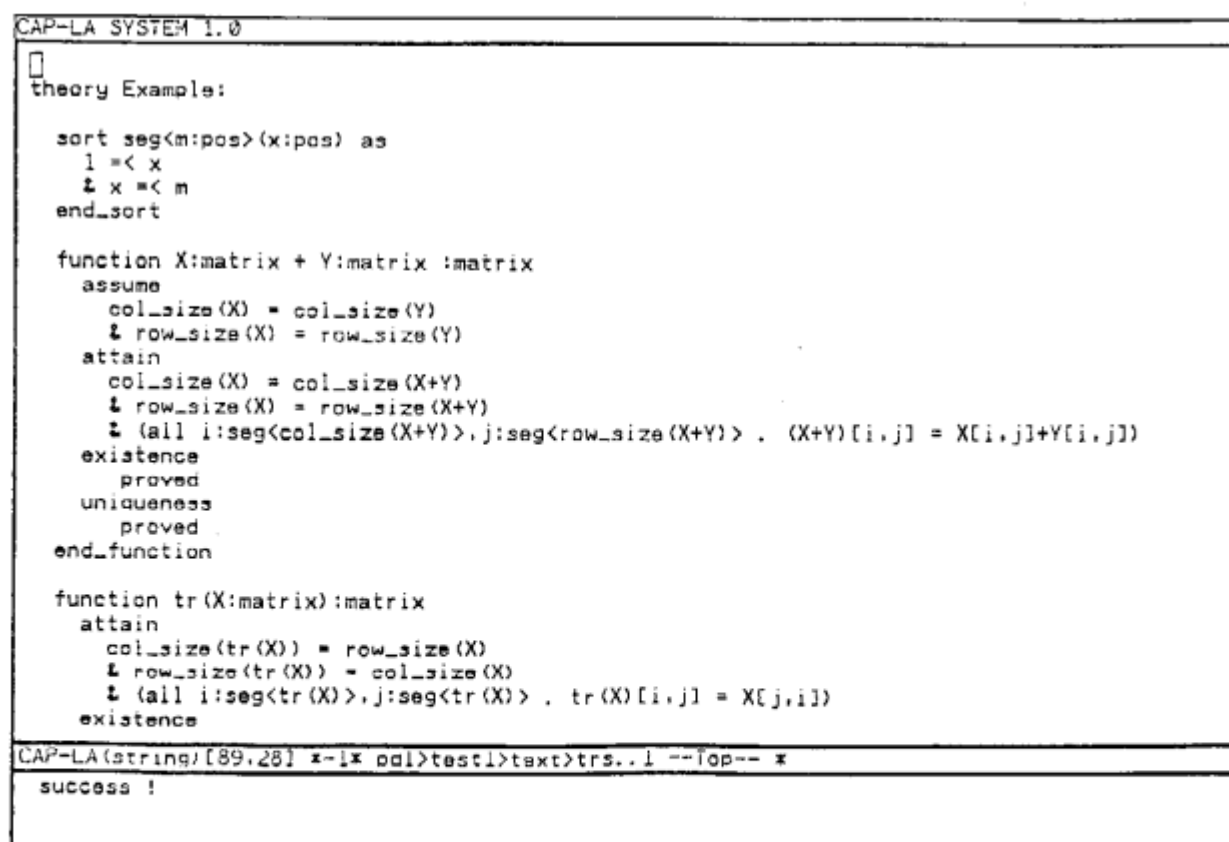 CAP-LA SYSTEM 1.0
theory Example:
sort seg<m:pos>(x:pos) as
1 =< x
& x =< m
end_sort
function X:matrix + Y:matrix :matrix
assume
col_size(X) = col_size(Y)
& row_size(X) = row_size(Y)
attain
col_size(X) = col_size(X+Y)
& row_size(X) = row_size(X+Y)
& (all i:seg<col_size(X+Y)>,j:seg<row_size(X+Y)> . (X+Y)[i,j] = X[i,j]+Y[i,j])
existence
proved
uniqueness
proved
end_function
function tr(X:matrix):matrix
attain
col_size(tr(X)) = row_size(X)
& row_size(tr(X)) = col_size(X)
& (all i:seg<tr(X)>,j:seg<tr(X)> . tr(X)[i,j] = X[j,i])
existence
CAP-LA(string)[89,28] *-1* pal>test1>text>trs..1 --Top-- *
success !